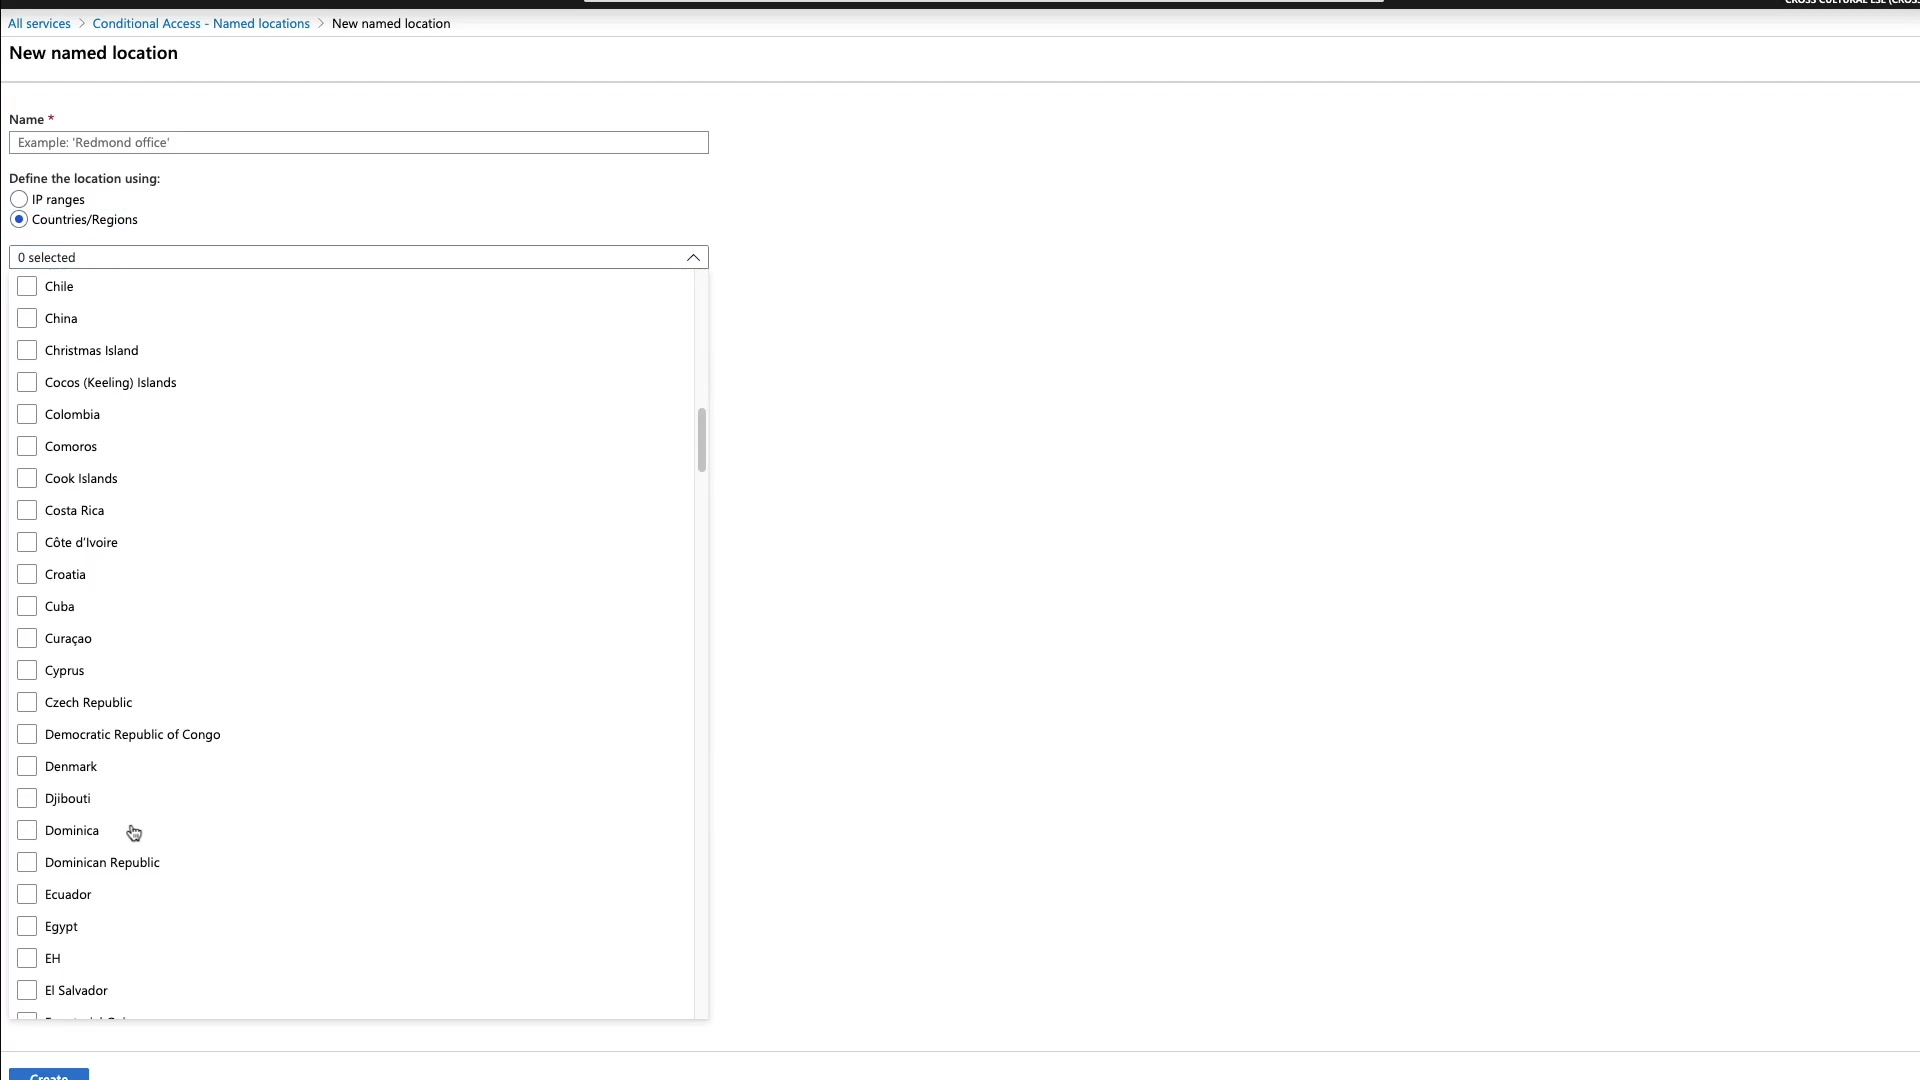 All services > Conditional Access - Named locations > New named location
New named location
Name *
Example: 'Redmond office'
Define the location using:
IP ranges
Countries/Regions
0 selected
Chile
China
Christmas Island
Cocos (Keeling) Islands
Colombia
Comoros
Cook Islands
Costa Rica
Côte d'Ivoire
Croatia
Cuba
Curaçao
Cyprus
Czech Republic
Democratic Republic of Congo
Denmark
Djibouti
Dominica
Dominican Republic
Ecuador
Egypt
EH
El Salvador
Create